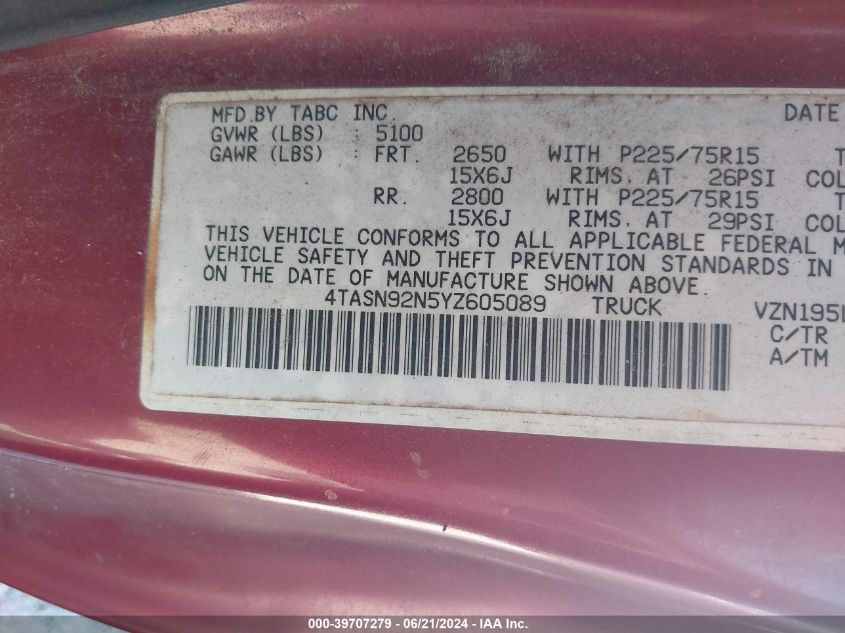 MFD.BY TABC INC. DATE
GVWR (LBS) : 5100
GAWR (LBS) : FRT. 2650 WITH P225/75R15 T
15X6J RIMS, AT 26PSI COL
RR. 2800 WITH P225/75R15 T
15X6J RIMS, AT 29PSI COL
THIS VEHICLE CONFORMS TO ALL APPLICABLE FEDERAL M
VEHICLE SAFETY AND THEFT PREVENTION STANDARDS IN
ON THE DATE OF MANUFACTURE SHOWN ABOVE.
4TASN92N5YZ605089 TRUCK VZN195L
C/TR
A/TM
000-39707279 - 06/21/2024 - IAA Inc.